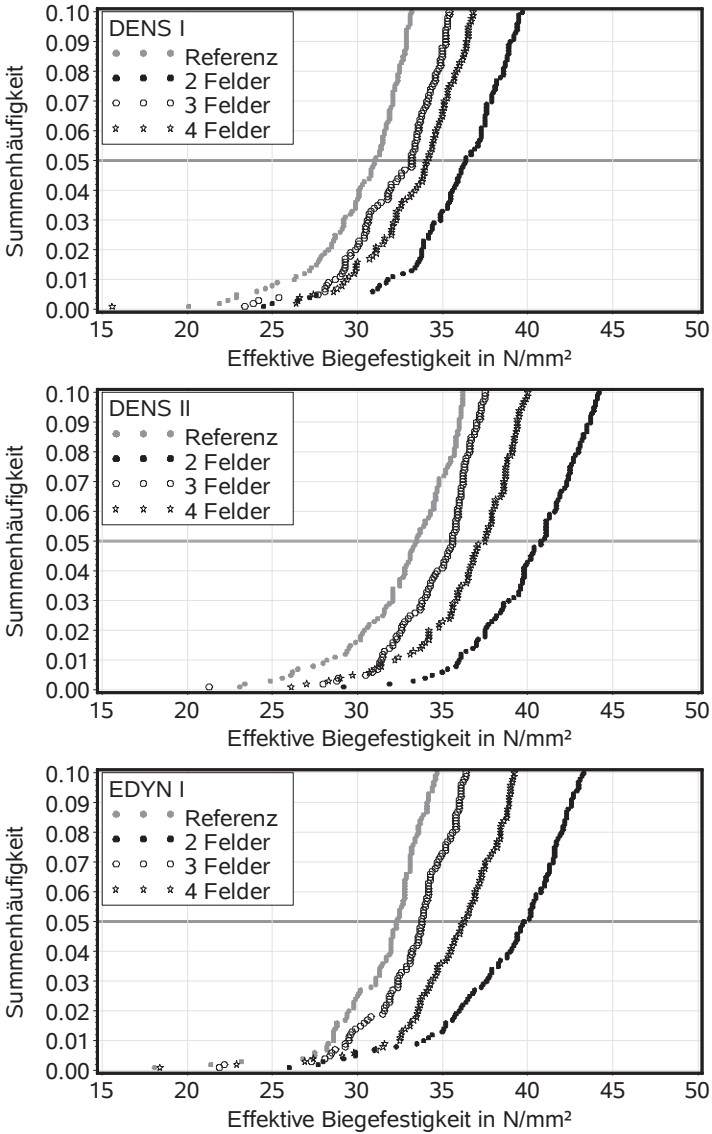 0.10
0.09
0.08
0.07
0.06
0.05
0.04
0.03
0.02
0.01
0.00
Summenhäufigkeit
DENS I
Referenz
2 Felder
3 Felder
4 Felder
15 20 25 30 35 40 45 50
Effektive Biegefestigkeit in N/mm²
0.10
0.09
0.08
0.07
0.06
0.05
0.04
0.03
0.02
0.01
0.00
Summenhäufigkeit
DENS II
Referenz
2 Felder
3 Felder
4 Felder
15 20 25 30 35 40 45 50
Effektive Biegefestigkeit in N/mm²
0.10
0.09
0.08
0.07
0.06
0.05
0.04
0.03
0.02
0.01
0.00
Summenhäufigkeit
EDYN I
Referenz
2 Felder
3 Felder
4 Felder
15 20 25 30 35 40 45 50
Effektive Biegefestigkeit in N/mm²